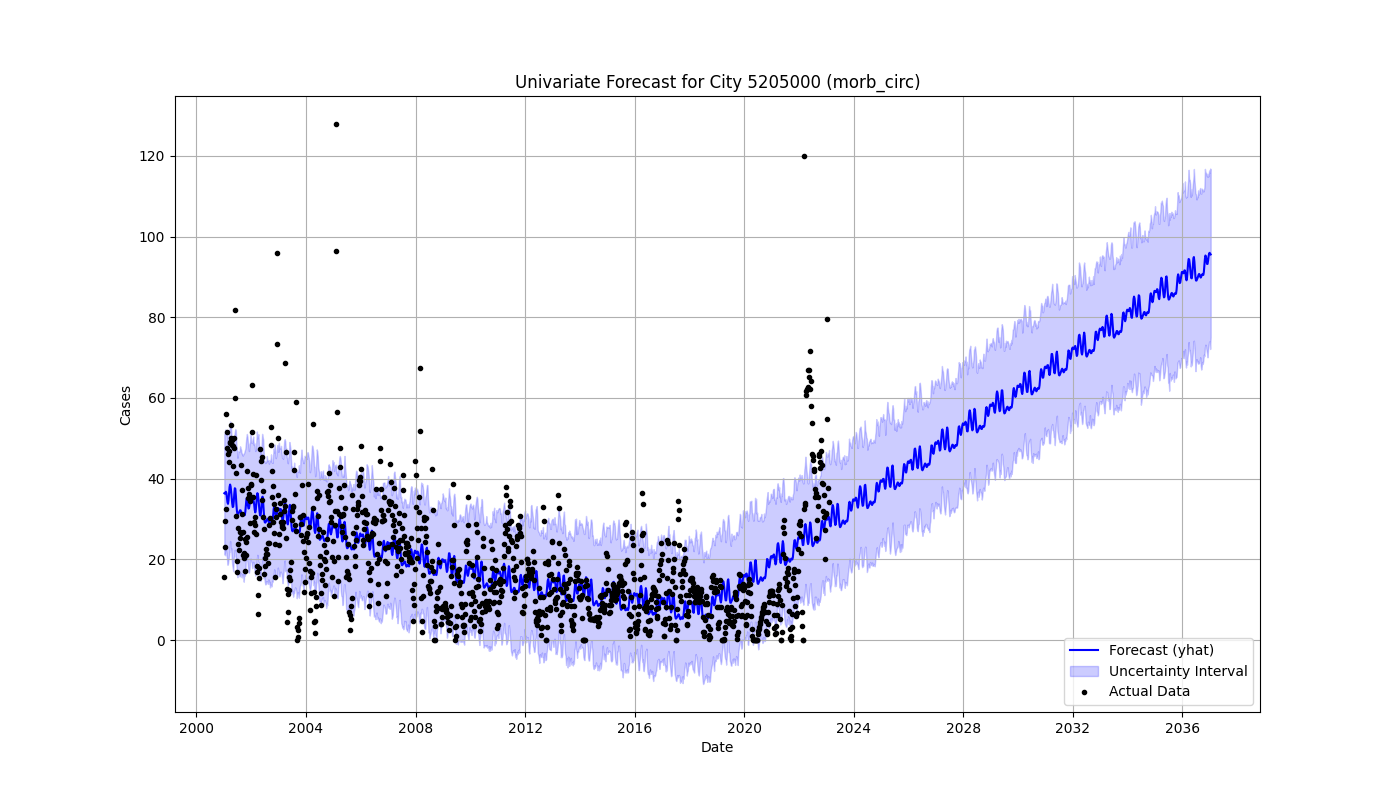 Univariate Forecast for City 5205000 (morb_circ)
120
100
80
60
40
20
0
Cases
2000 2004 2008 2012 2016 2020 2024 2028 2032 2036
Date
Forecast (yhat)
Uncertainty Interval
Actual Data